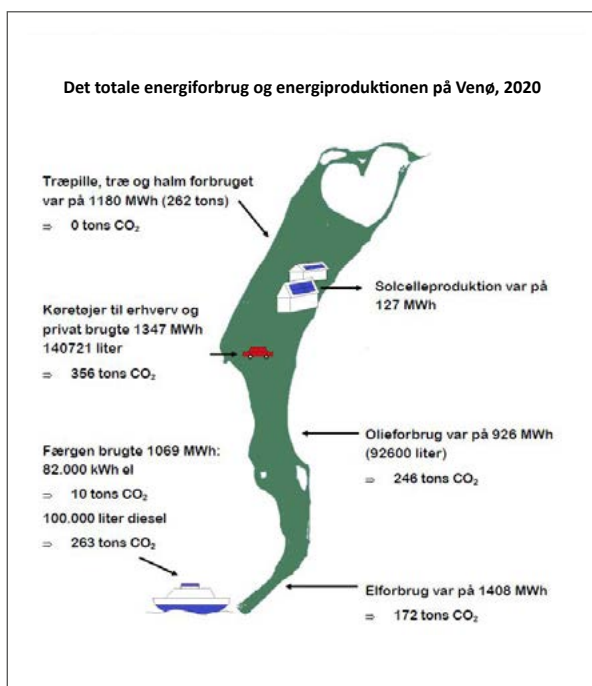 Det totale energiforbrug og energiproduktionen på Venø, 2020
Træpille, træ og halm forbruget
var på 1180 MWh (262 tons)
⇒ 0 tons CO₂
Solcelleproduktion var på
127 MWh
Køretøjer til erhverv og
privat brugte 1347 MWh
140721 liter
⇒ 356 tons CO₂
Olieforbrug var på 926 MWh
(92600 liter)
⇒ 246 tons CO₂
Færgen brugte 1069 MWh:
82.000 kWh el
⇒ 10 tons CO₂
100.000 liter diesel
⇒ 263 tons CO₂
Elforbrug var på 1408 MWh
⇒ 172 tons CO₂